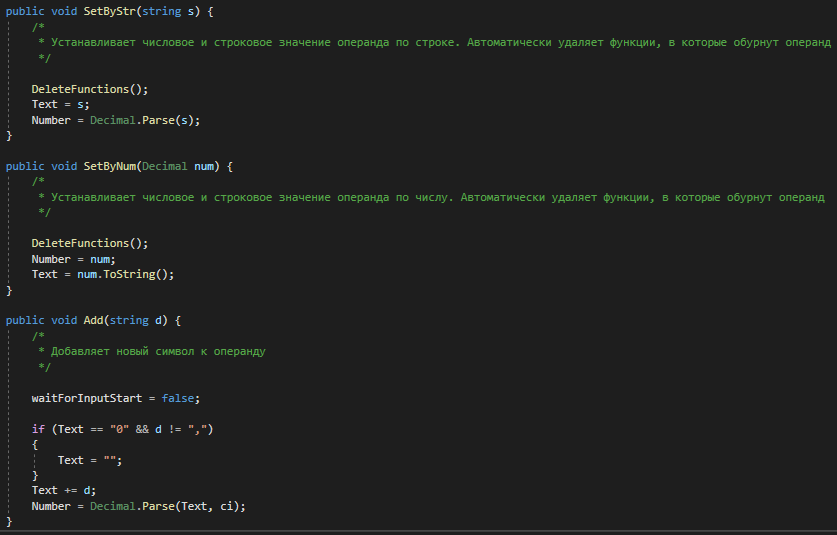 public void SetByStr(string s) {
/*
* Устанавливает числовое и строковое значение операнда по строке. Автоматически удаляет функции, в которые обурнут операнд
*/
DeleteFunctions();
Text = s;
Number = Decimal.Parse(s);
}
public void SetByNum(Decimal num) {
/*
* Устанавливает числовое и строковое значение операнда по числу. Автоматически удаляет функции, в которые обурнут операнд
*/
DeleteFunctions();
Number = num;
Text = num.ToString();
}
public void Add(string d) {
/*
* Добавляет новый символ к операнду
*/
waitForInputStart = false;
if (Text == "0" && d != ",")
{
Text = "";
}
Text += d;
Number = Decimal.Parse(Text, ci);
}